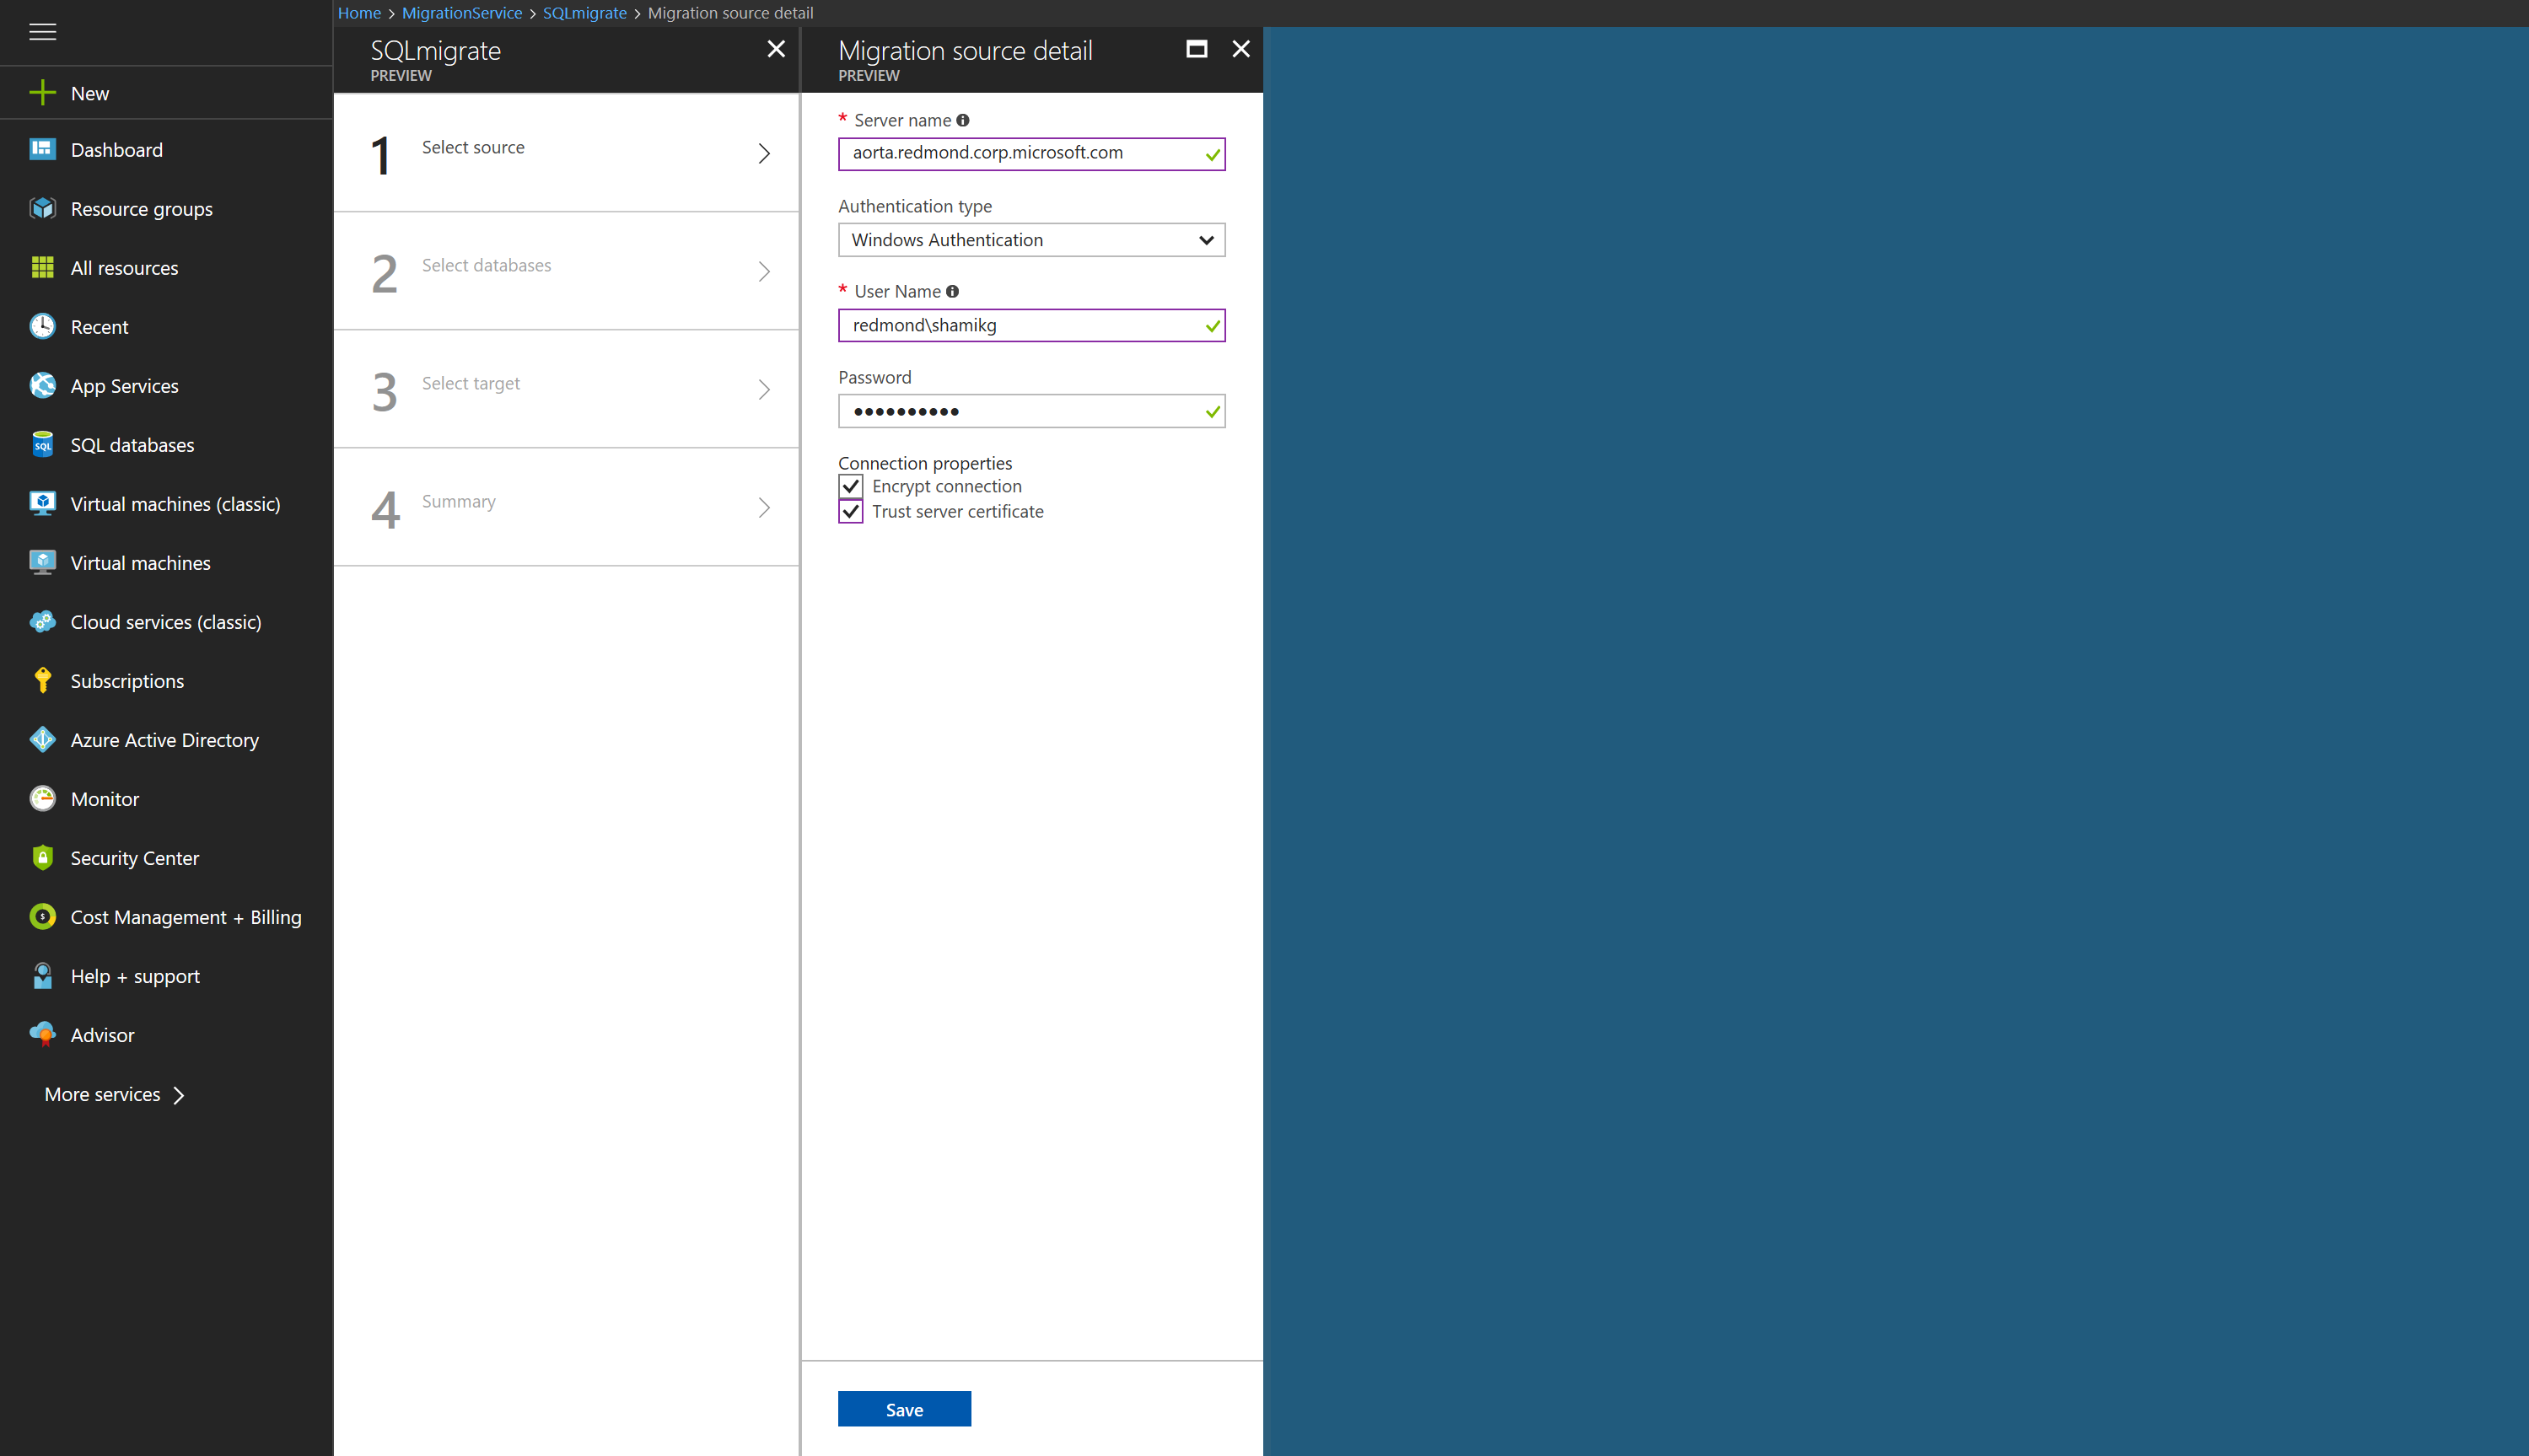 Home > MigrationService > SQLmigrate > Migration source detail
New
Dashboard
Resource groups
All resources
Recent
App Services
SQL databases
Virtual machines (classic)
Virtual machines
Cloud services (classic)
Subscriptions
Azure Active Directory
Monitor
Security Center
Cost Management + Billing
Help + support
Advisor
More services >
SQLmigrate
PREVIEW
1 Select source
2 Select databases
3 Select target
4 Summary
Migration source detail
PREVIEW
* Server name
aorta.redmond.corp.microsoft.com
Authentication type
Windows Authentication
* User Name
redmond\shamikg
Password
••••••••••
Connection properties
Encrypt connection
Trust server certificate
Save